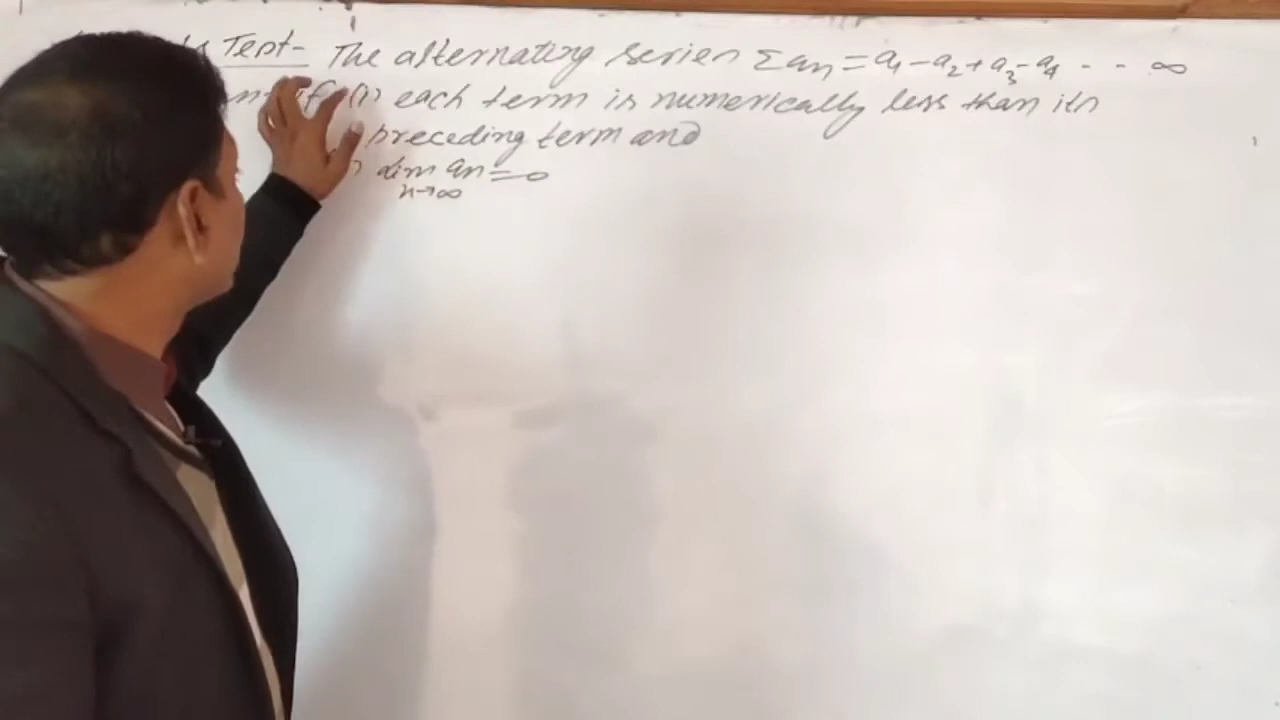 Test- The alternating series Σan = a1 - a2 + a3 - a4 - - ∞
if (i) each term is numerically less than its
preceding term and
lim an = 0
n→∞